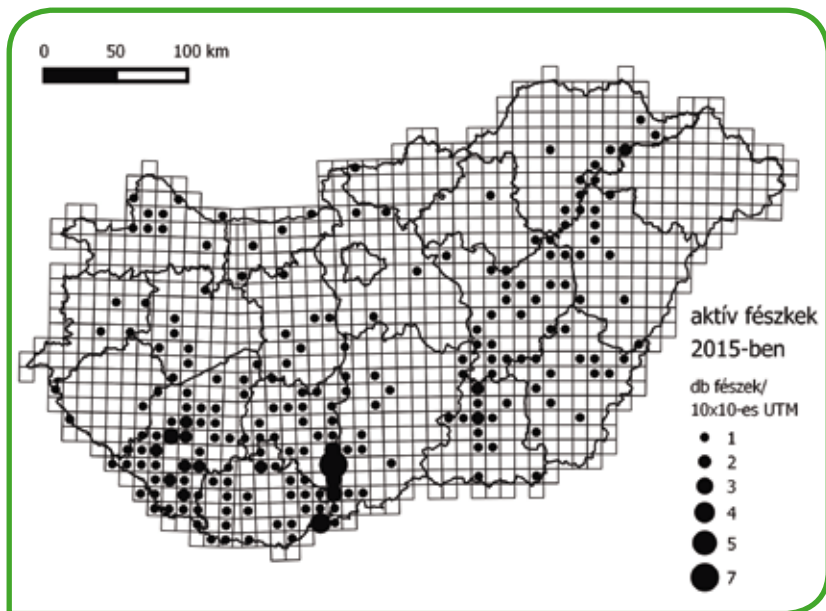 0 50 100 km
aktív fészkek
2015-ben
db fészek/
10x10-es UTM
1
2
3
4
5
7